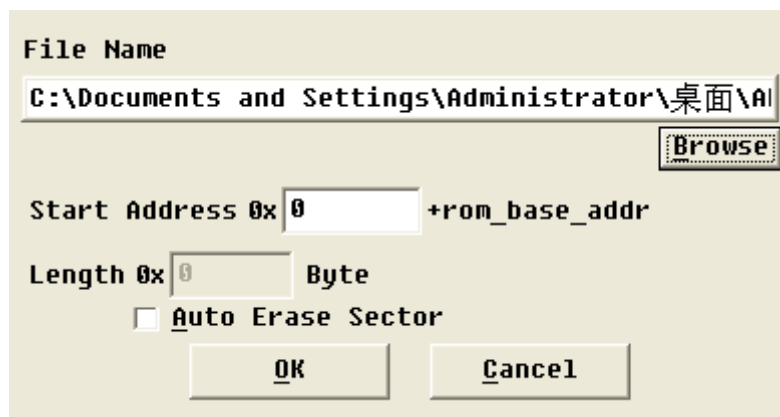 File Name
C:\Documents and Settings\Administrator\桌面\A
Browse
Start Address 0x 0 +rom_base_addr
Length 0x 0 Byte
Auto Erase Sector
OK Cancel